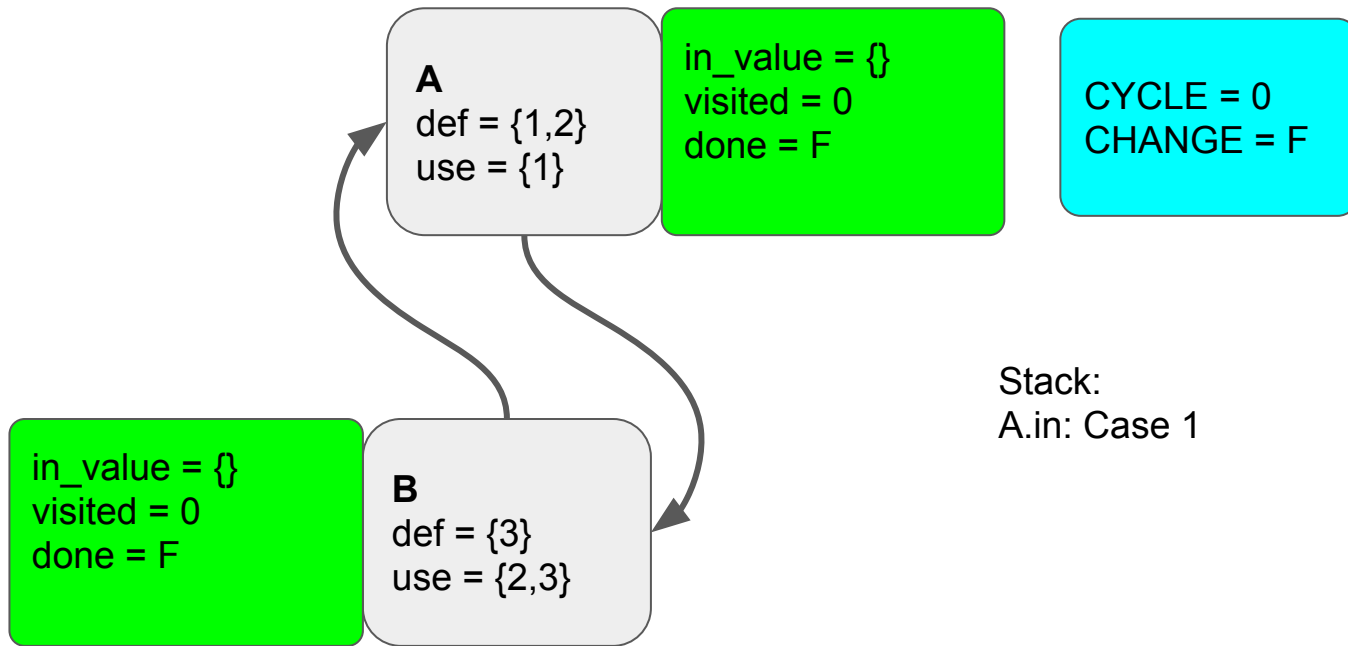 A
def = {1,2}
use = {1}
in_value = {}
visited = 0
done = F
CYCLE = 0
CHANGE = F
Stack:
A.in: Case 1
in_value = {}
visited = 0
done = F
B
def = {3}
use = {2,3}